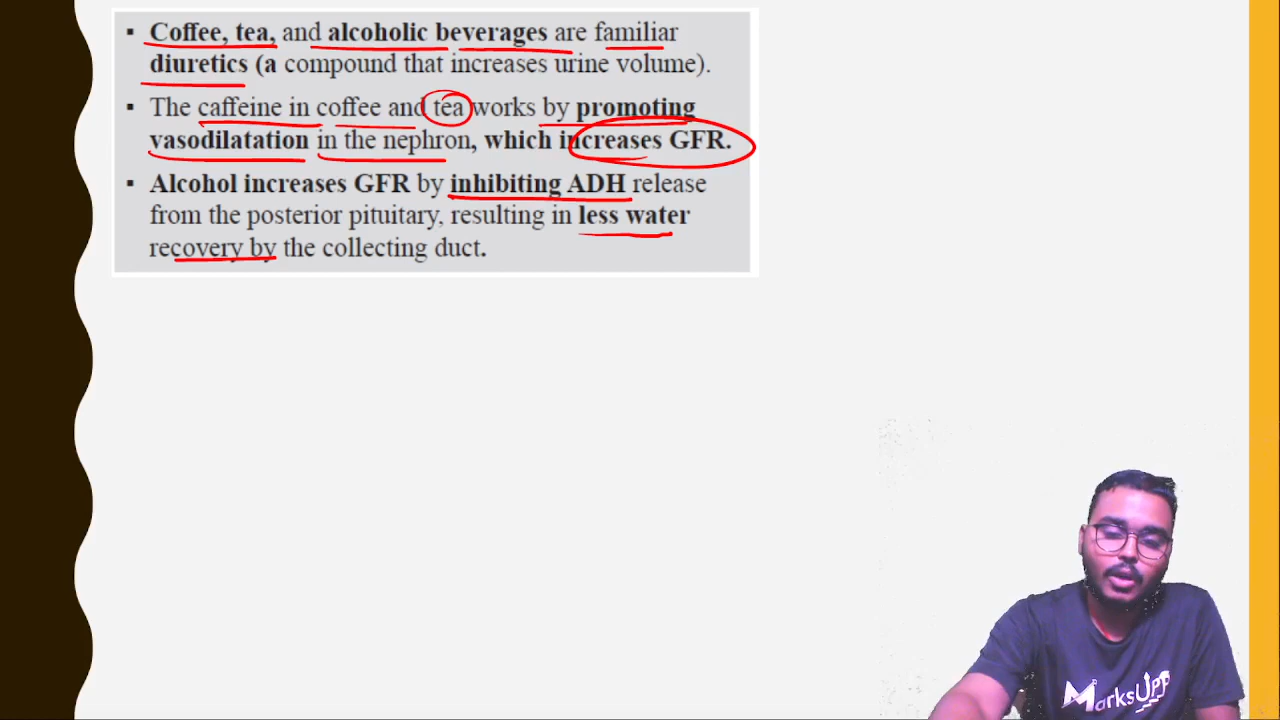 ▪ Coffee, tea, and alcoholic beverages are familiar
diuretics (a compound that increases urine volume).
▪ The caffeine in coffee and tea works by promoting
vasodilatation in the nephron, which increases GFR.
▪ Alcohol increases GFR by inhibiting ADH release
from the posterior pituitary, resulting in less water
recovery by the collecting duct.
MarksUPP